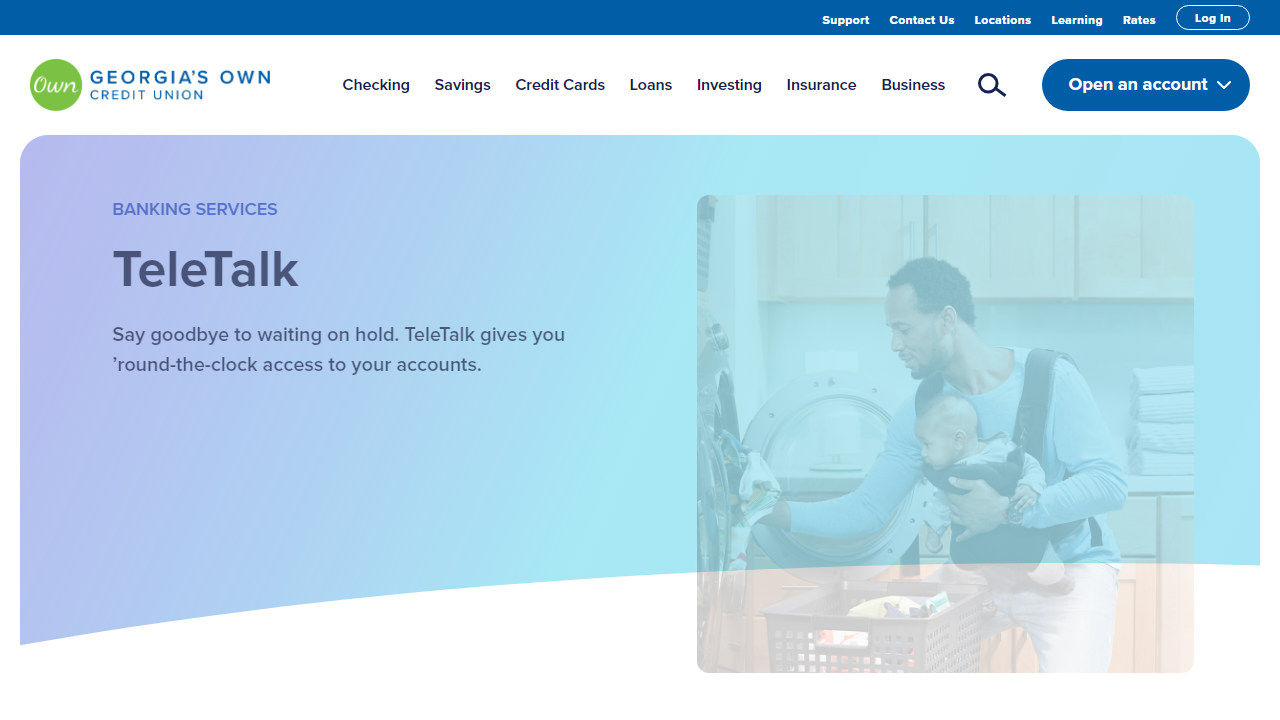 Support Contact Us Locations Learning Rates Log In
Own GEORGIA'S OWN
CREDIT UNION
Checking Savings Credit Cards Loans Investing Insurance Business Open an account
BANKING SERVICES
TeleTalk
Say goodbye to waiting on hold. TeleTalk gives you
’round-the-clock access to your accounts.